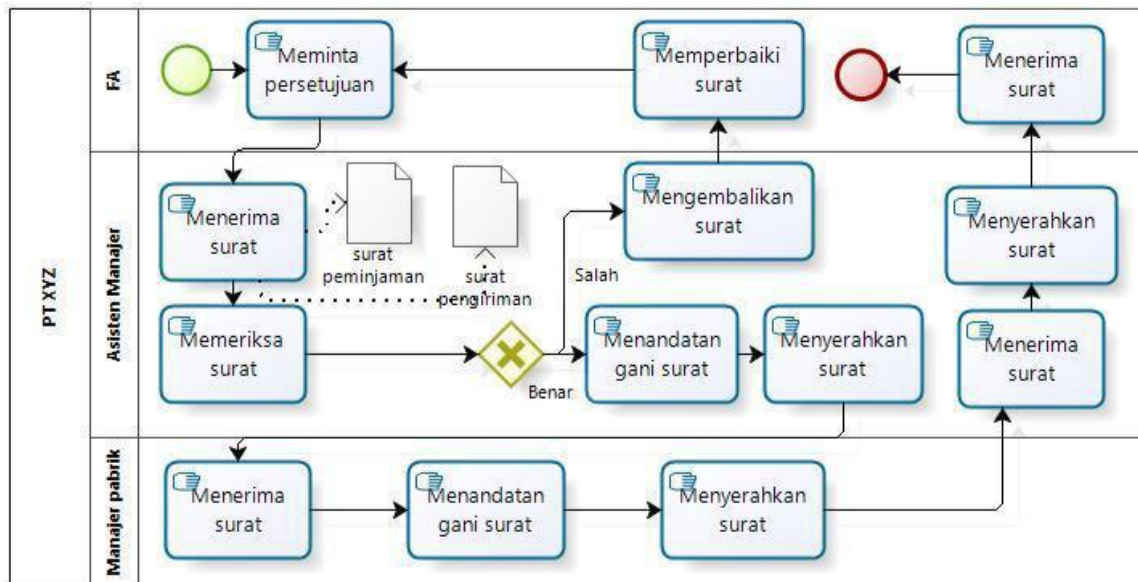 PT XYZ
FA
Meminta
persetujuan
Memperbaiki
surat
Menerima
surat
Asisten Manajer
Menerima
surat
surat
peminjaman
surat
pengiriman
Mengembalikan
surat
Menyerahkan
surat
Salah
Memeriksa
surat
Benar
Menandatan
gani surat
Menyerahkan
surat
Menerima
surat
Manajer pabrik
Menerima
surat
Menandatan
gani surat
Menyerahkan
surat